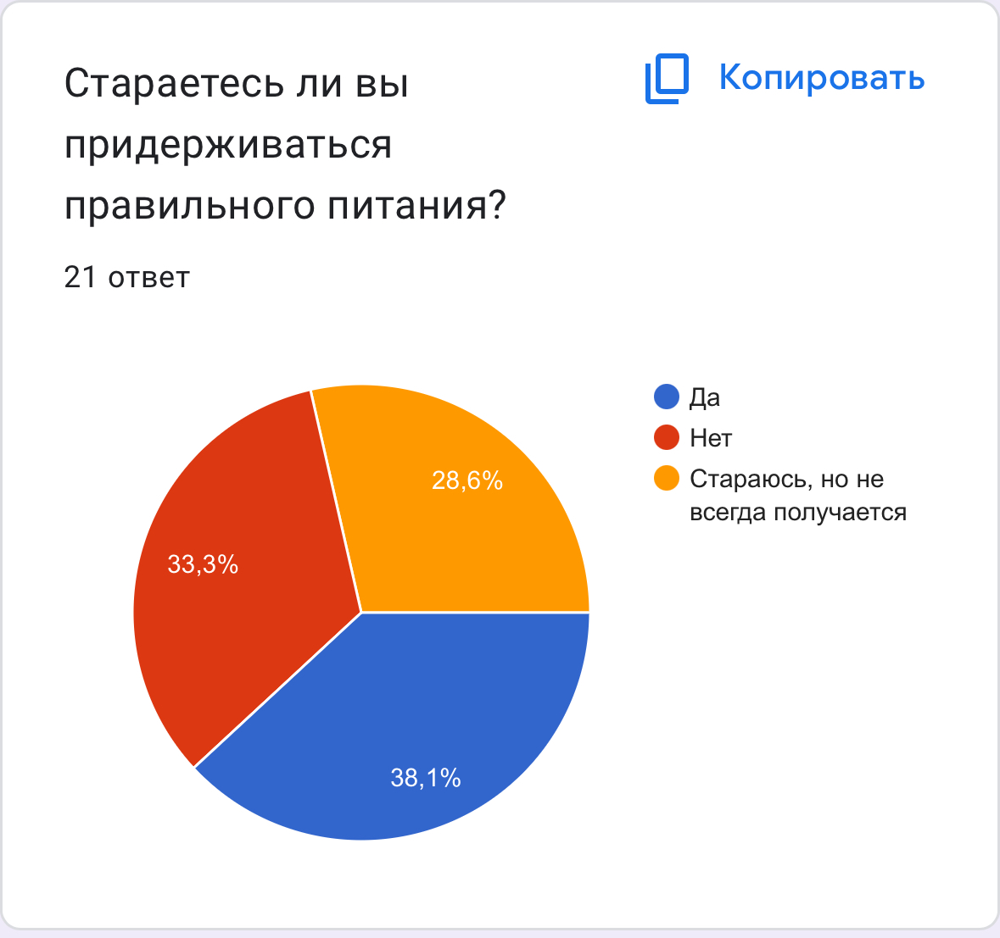 Стараетесь ли вы
придерживаться
правильного питания?
Копировать
21 ответ
Да
Нет
Стараюсь, но не
всегда получается
28,6%
33,3%
38,1%